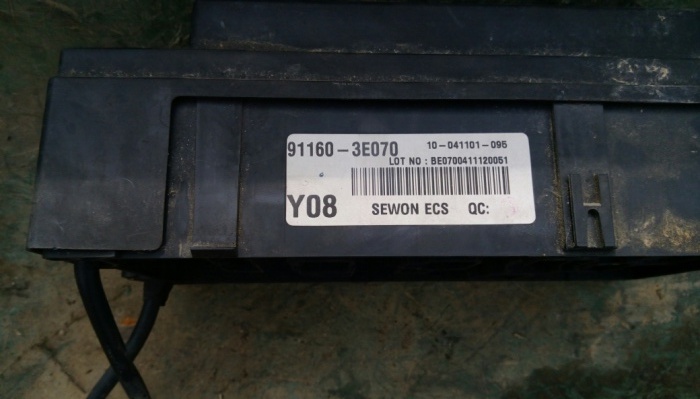 91160-3E070
10-041101-095
LOT NO : BE0700411120051
Y08
SEWON ECS QC:
H